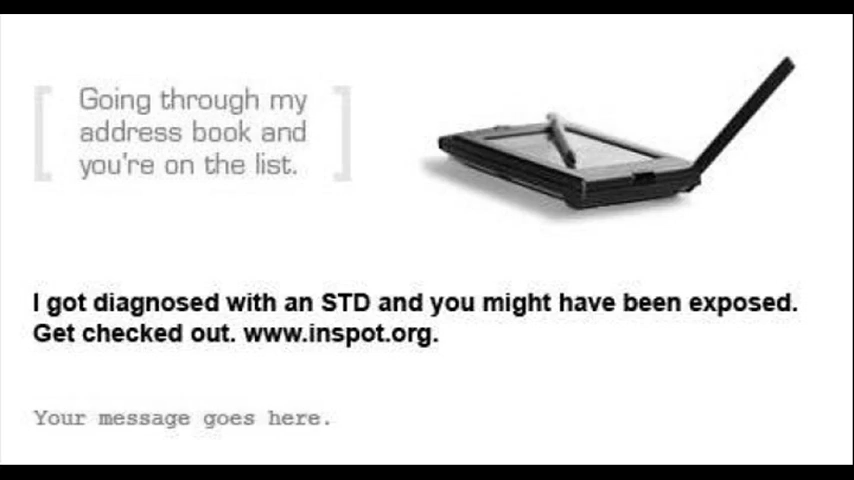 Going through my
address book and
you're on the list.
I got diagnosed with an STD and you might have been exposed.
Get checked out. www.inspot.org.
Your message goes here.